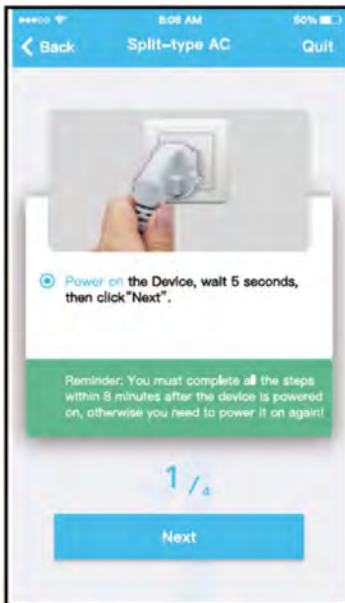 8:08 AM 50%
Back Split-type AC Quit
Power on the Device, wait 5 seconds,
then click"Next".
Reminder: You must complete all the steps
within 8 minutes after the device is powered
on, otherwise you need to power it on again!
1/4
Next